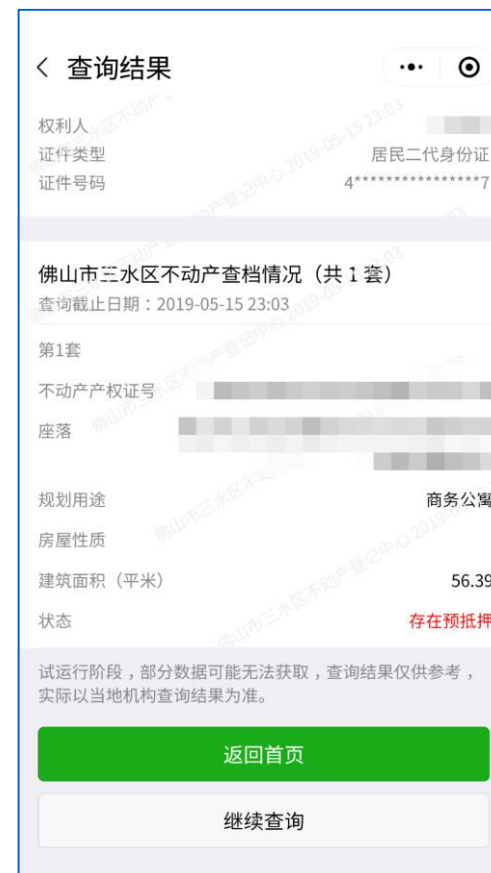 查询结果
权利人
证件类型 居民二代身份证
证件号码 4****************7
佛山市三水区不动产查档情况（共 1 套）
查询截止日期：2019-05-15 23:03
第1套
不动产产权证号
座落
规划用途 商务公寓
房屋性质
建筑面积（平米） 56.39
状态 存在预抵押
试运行阶段，部分数据可能无法获取，查询结果仅供参考，
实际以当地机构查询结果为准。
返回首页
继续查询